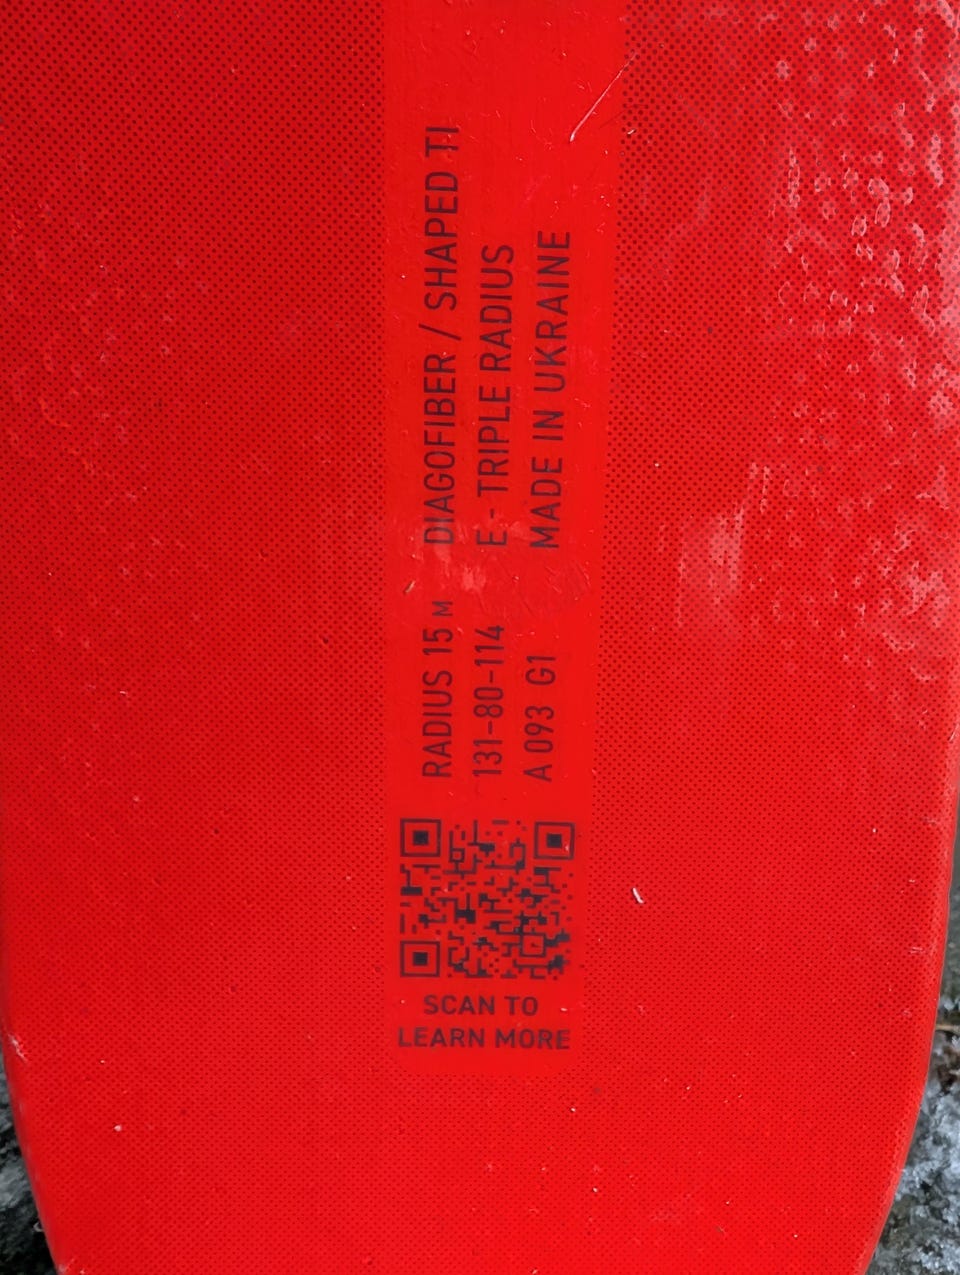 RADIUS 15 M
131-80-114
A 093 G1
DIAGOFIBER / SHAPED TI
E - TRIPLE RADIUS
MADE IN UKRAINE
SCAN TO
LEARN MORE